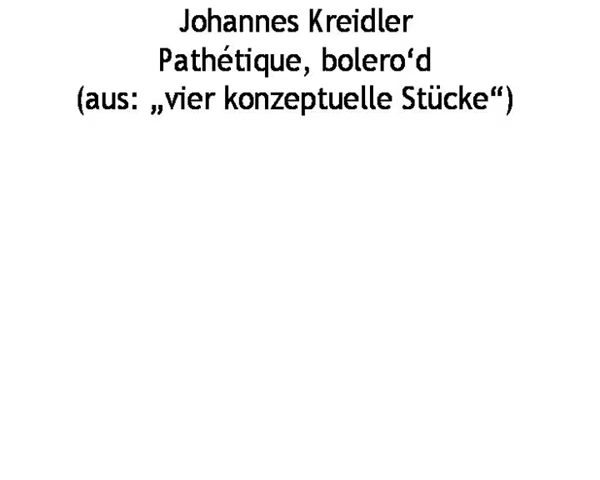 Johannes Kreidler
Pathétique, bolero‘d
(aus: „vier konzeptuelle Stücke“)